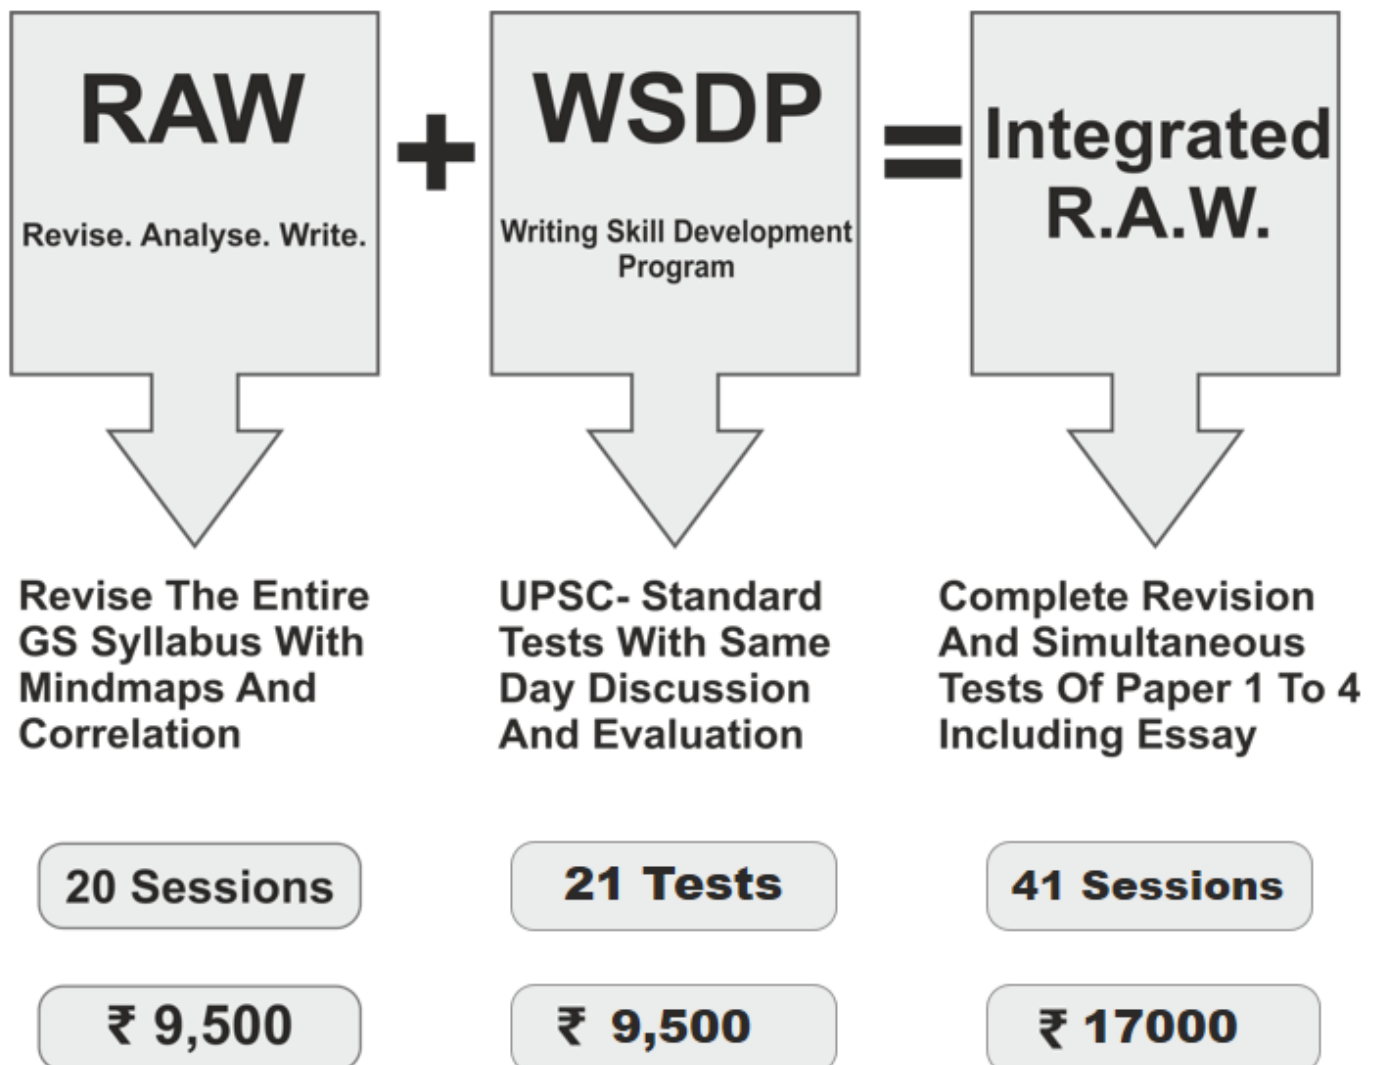 RAW
Revise. Analyse. Write.
+
WSDP
Writing Skill Development
Program
=
Integrated
R.A.W.
Revise The Entire
GS Syllabus With
Mindmaps And
Correlation
UPSC- Standard
Tests With Same
Day Discussion
And Evaluation
Complete Revision
And Simultaneous
Tests Of Paper 1 To 4
Including Essay
20 Sessions
21 Tests
41 Sessions
₹ 9,500
₹ 9,500
₹ 17000